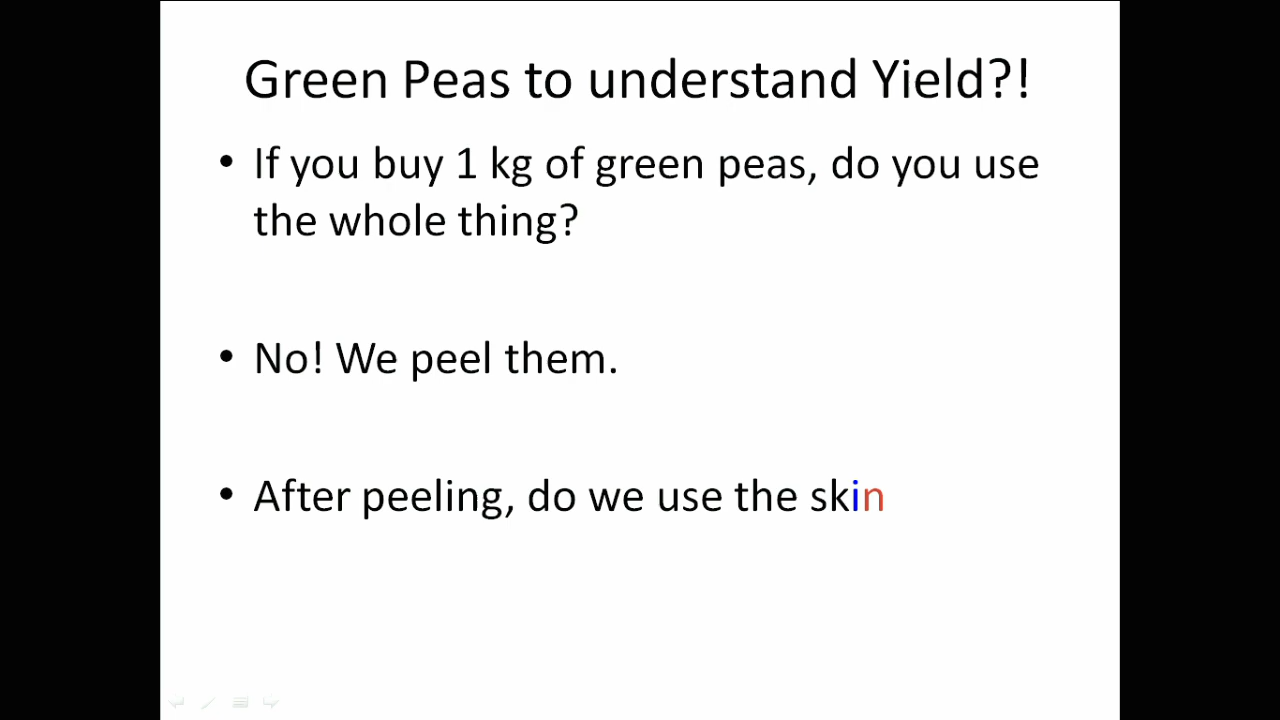 Green Peas to understand Yield?!
• If you buy 1 kg of green peas, do you use
the whole thing?
• No! We peel them.
• After peeling, do we use the skin